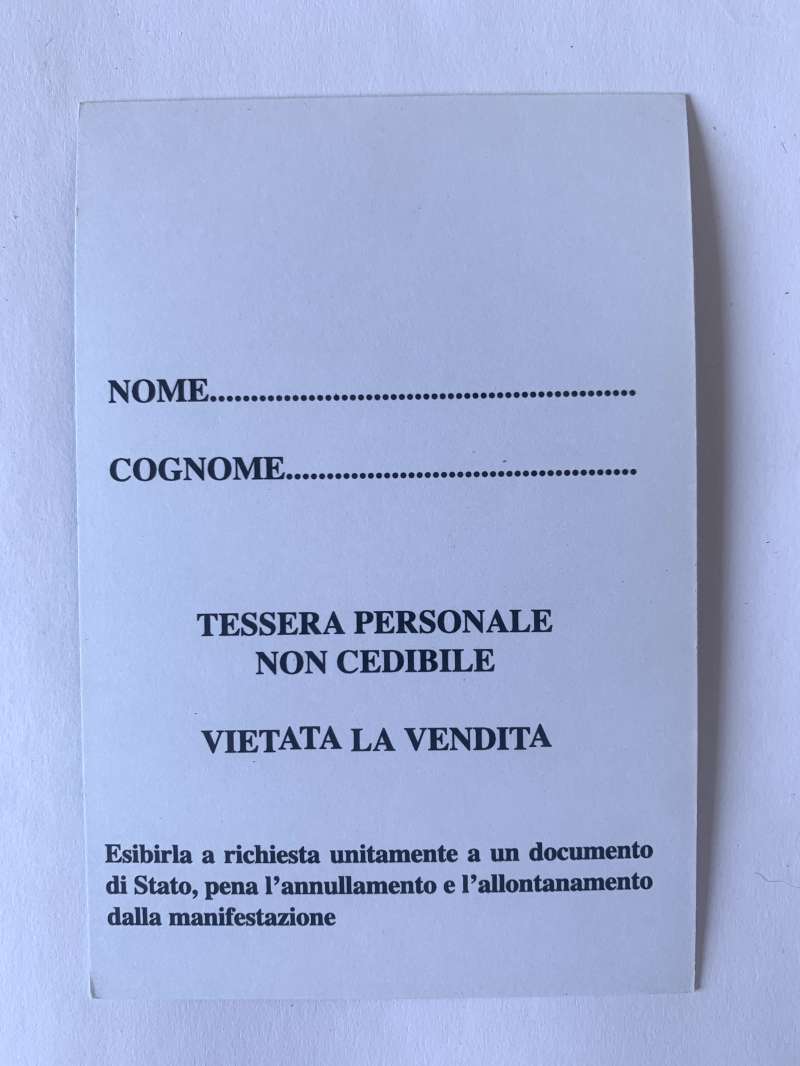 NOME....................................................
COGNOME...........................................
TESSERA PERSONALE
NON CEDIBILE
VIETATA LA VENDITA
Esibirla a richiesta unitamente a un documento
di Stato, pena l'annullamento e l'allontanamento
dalla manifestazione